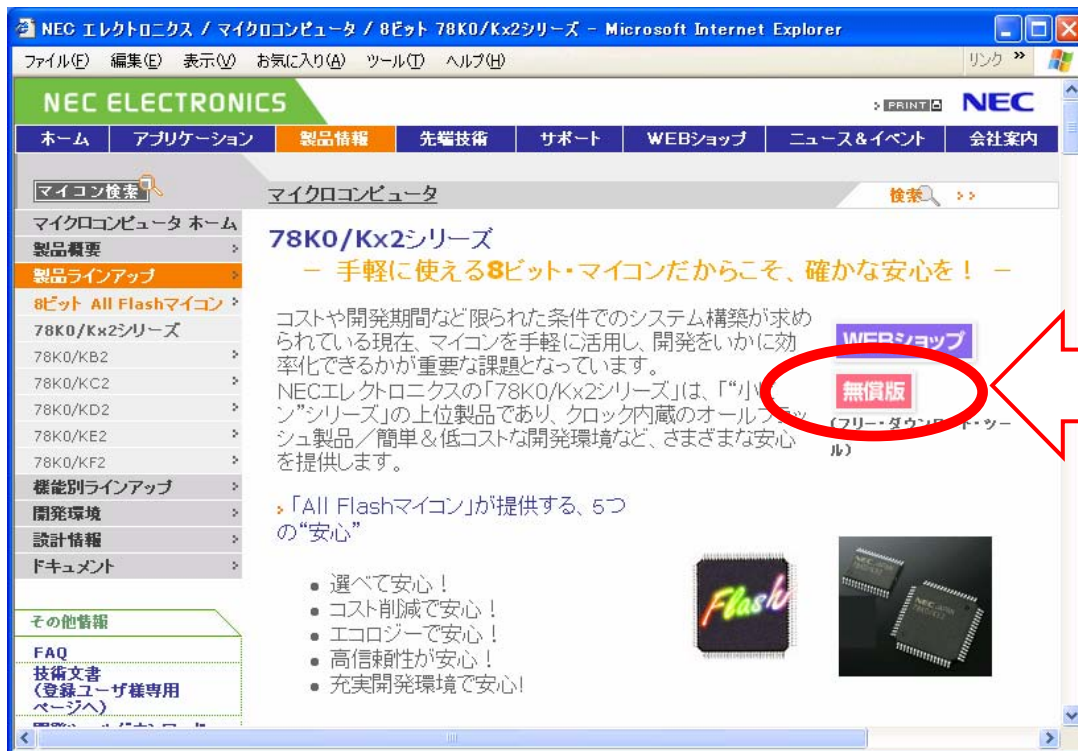 NEC エレクトロニクス / マイクロコンピュータ / 8ビット 78K0/Kx2シリーズ - Microsoft Internet Explorer
ファイル(F) 編集(E) 表示(V) お気に入り(A) ツール(T) ヘルプ(H) リンク »
NEC ELECTRONICS
> PRINT NEC
ホーム アプリケーション 製品情報 先端技術 サポート WEBショップ ニュース&イベント 会社案内
マイコン検索
マイクロコンピュータ
検索 >>
マイクロコンピュータ ホーム
製品概要
製品ラインアップ
8ビット All Flashマイコン
78K0/Kx2シリーズ
78K0/KB2
78K0/KC2
78K0/KD2
78K0/KE2
78K0/KF2
機能別ラインアップ
開発環境
設計情報
ドキュメント
その他情報
FAQ
技術文書
(登録ユーザ様専用
ページへ)
78K0/Kx2シリーズ
− 手軽に使える8ビット・マイコンだからこそ、確かな安心を! −
コストや開発期間など限られた条件でのシステム構築が求め
られている現在、マイコンを手軽に活用し、開発をいかに効
率化できるかが重要な課題となっています。
NECエレクトロニクスの「78K0/Kx2シリーズ」は、「“小
ン”シリーズ」の上位製品であり、クロック内蔵のオールフラッ
シュ製品/簡単&低コストな開発環境など、さまざまな安心
を提供します。
WEBショップ
無償版
(フリー・ダウンロード・ツー
ル)
「All Flashマイコン」が提供する、5つ
の“安心”
● 選べて安心!
● コスト削減で安心!
● エコロジーで安心!
● 高信頼性が安心!
● 充実開発環境で安心!
Flash